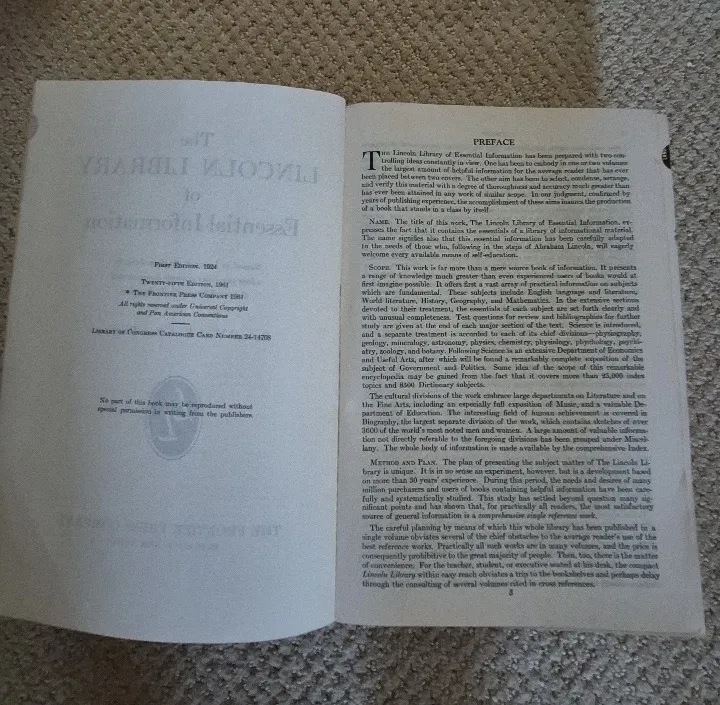 First Edition, 1924
Twenty-Fifth Edition, 1961
The Frontier Press Company 1961
All rights reserved under Universal Copyright
and Pan American Conventions
Library of Congress Catalogue Card Number 24-14708
No part of this book may be reproduced without
special permission in writing from the publishers
PREFACE
The Lincoln Library of Essential Information has been prepared with two con-
trolling ideas constantly in view. One has been to embody in one or two volumes
the largest amount of helpful information for the average reader that has ever
been placed between two covers. The other aim has been to select, condense, arrange,
and verify this material with a degree of thoroughness and accuracy much greater than
has ever been attained in any work of similar scope. In our judgment, confirmed by
years of publishing experience, the accomplishment of these aims insures the production
of a book that stands in a class by itself.
Name. The title of this work, The Lincoln Library of Essential Information, ex-
presses the fact that it contains the essentials of a library of informational material.
The name signifies also that this essential information has been carefully adapted
to the needs of those who, following in the steps of Abraham Lincoln, will eagerly
welcome every available means of self-education.
Scope. This work is far more than a mere source book of information. It presents
a range of knowledge much greater than even experienced users of books would at
first imagine possible. It offers first a vast array of practical information on subjects
which are fundamental. These subjects include English language and literature,
World literature, History, Geography, and Mathematics. In the extensive sections
devoted to their treatment, the essentials of each subject are set forth clearly and
with unusual completeness. Test questions for review and bibliographies for further
study are given at the end of each major section of the text. Science is introduced,
and a separate treatment is accorded to each of its chief divisions—physiography,
geology, mineralogy, astronomy, physics, chemistry, physiology, psychology, psychi-
atry, zoology, and botany. Following Science is an extensive Department of Economics
and Useful Arts, after which will be found a remarkably complete exposition of the
subject of Government and Politics. Some idea of the scope of this remarkable
encyclopedia may be gained from the fact that it covers more than 25,000 index
topics and 8500 Dictionary subjects.
The cultural divisions of the work embrace large departments on Literature and on
the Fine Arts, including an especially full exposition of Music, and a valuable De-
partment of Education. The interesting field of human achievement is covered in
Biography, the largest separate division of the work, which contains sketches of over
3600 of the world's most noted men and women. A large amount of valuable informa-
tion not directly referable to the foregoing divisions has been grouped under Miscel-
lany. The whole body of information is made available by the comprehensive Index.
Method and Plan. The plan of presenting the subject matter of The Lincoln Li-
brary is unique. It is in no sense an experiment, however, but is a development based
on more than 30 years' experience. During this period, the needs and desires of many
million purchasers and users of books containing helpful information have been care-
fully and systematically studied. This study has settled beyond question many sig-
nificant points and has shown that, for practically all readers, the most satisfactory
source of general information is a comprehensive single reference work.
The careful planning by means of which this whole library has been published in a
single volume obviates several of the chief obstacles to the average reader's use of the
best reference works. Practically all such works are in many volumes, and the price is
consequently prohibitive to the great majority of people. Then, too, there is the matter
of convenience. For the teacher, student, or executive seated at his desk, the compact
Lincoln Library within easy reach obviates a trip to the bookshelves and perhaps delay
through the consulting of several volumes cited in cross references.
3